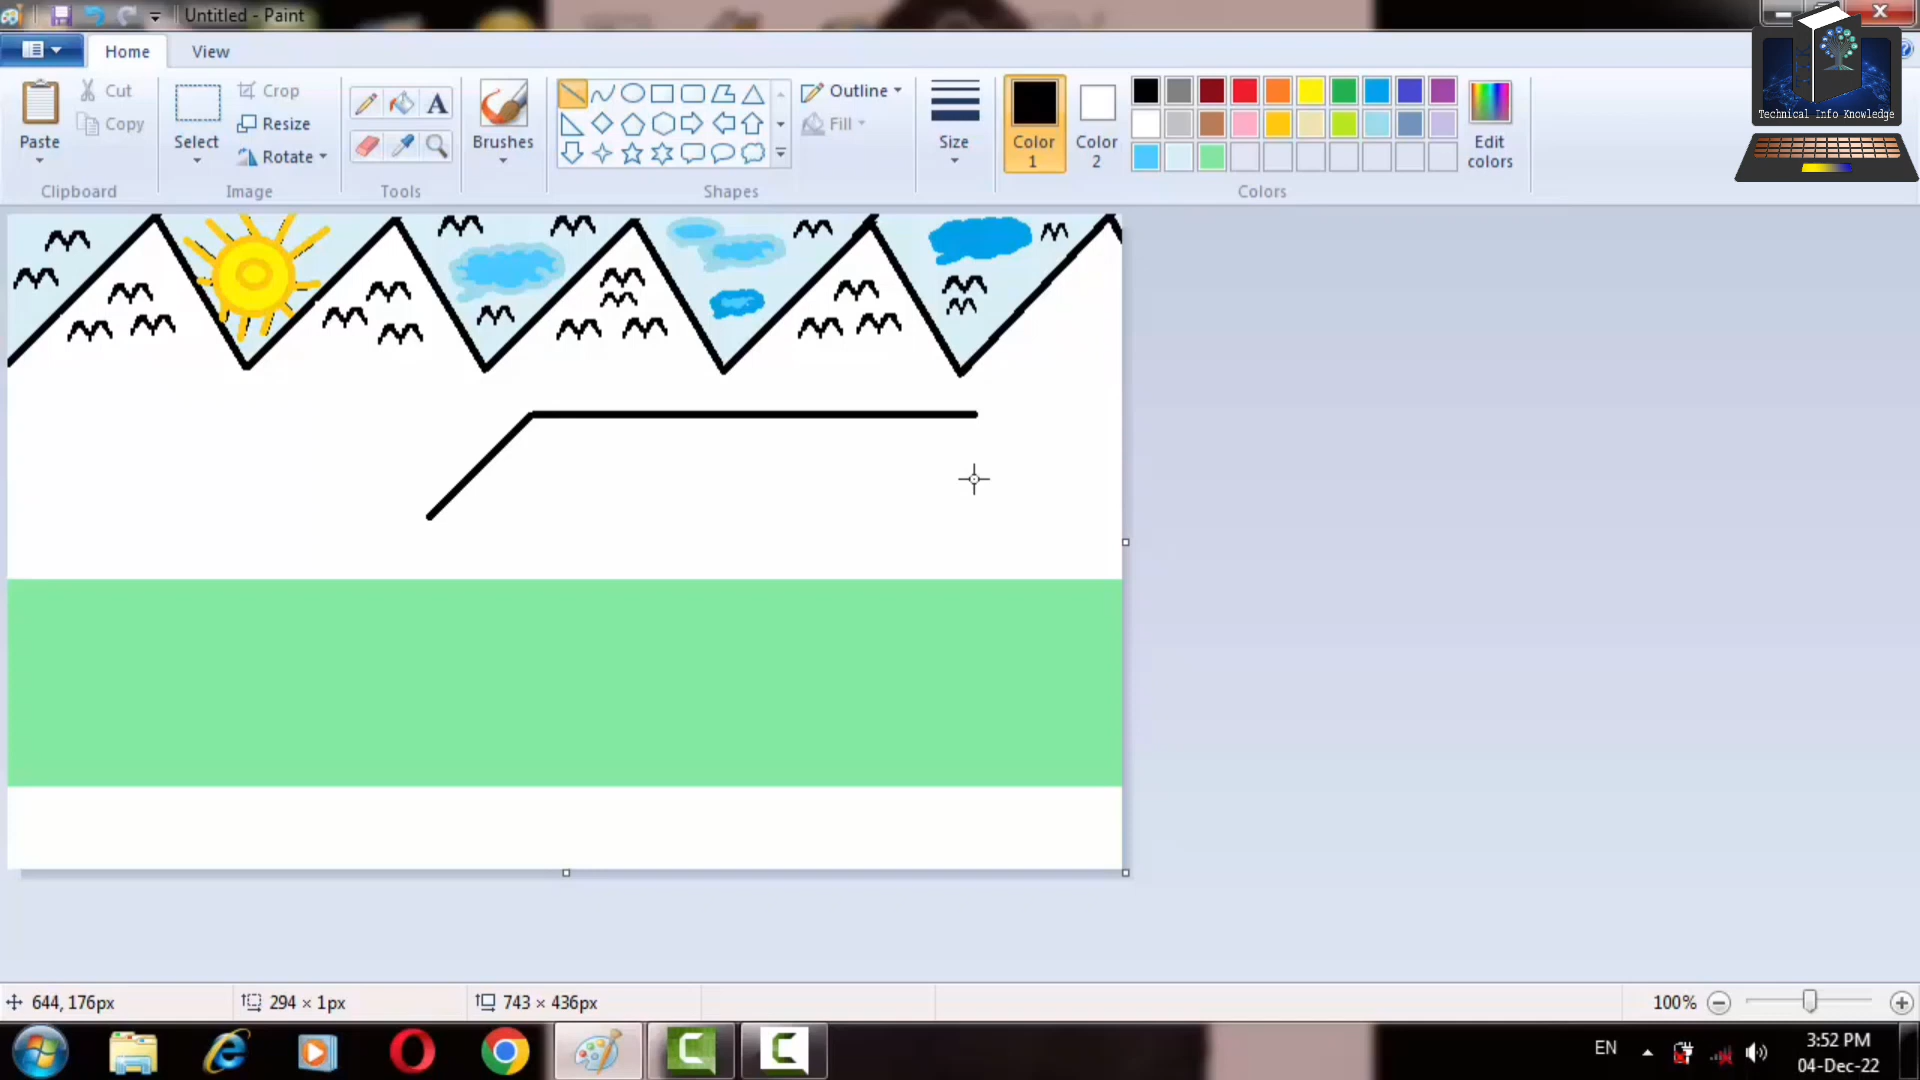 Untitled - Paint
Home
View
Technical Info Knowledge
Paste
Cut
Copy
Clipboard
Select
Crop
Resize
Rotate
Image
A
Tools
Brushes
Outline
Fill
Shapes
Size
Color
1
Color
2
Edit
colors
Colors
644, 176px
294 × 1px
743 × 436px
100%
EN
3:52 PM
04-Dec-22